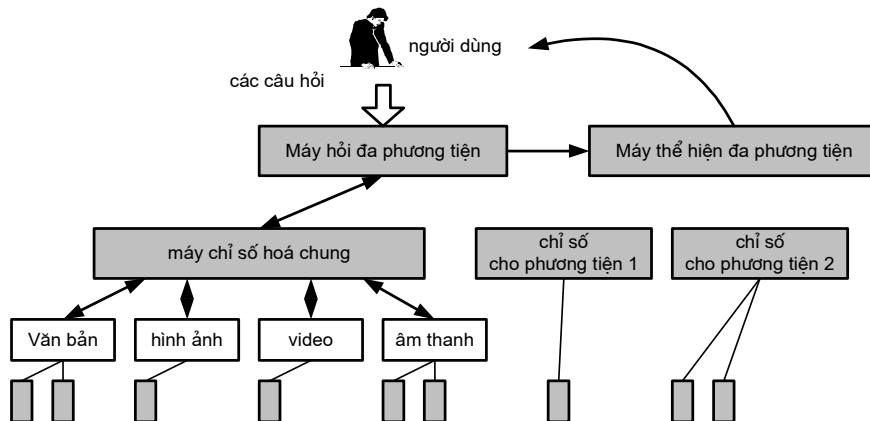 người dùng
các câu hỏi
Máy hỏi đa phương tiện
Máy thể hiện đa phương tiện
máy chỉ số hoá chung
chỉ số
cho phương tiện 1
chỉ số
cho phương tiện 2
Văn bản
hình ảnh
video
âm thanh